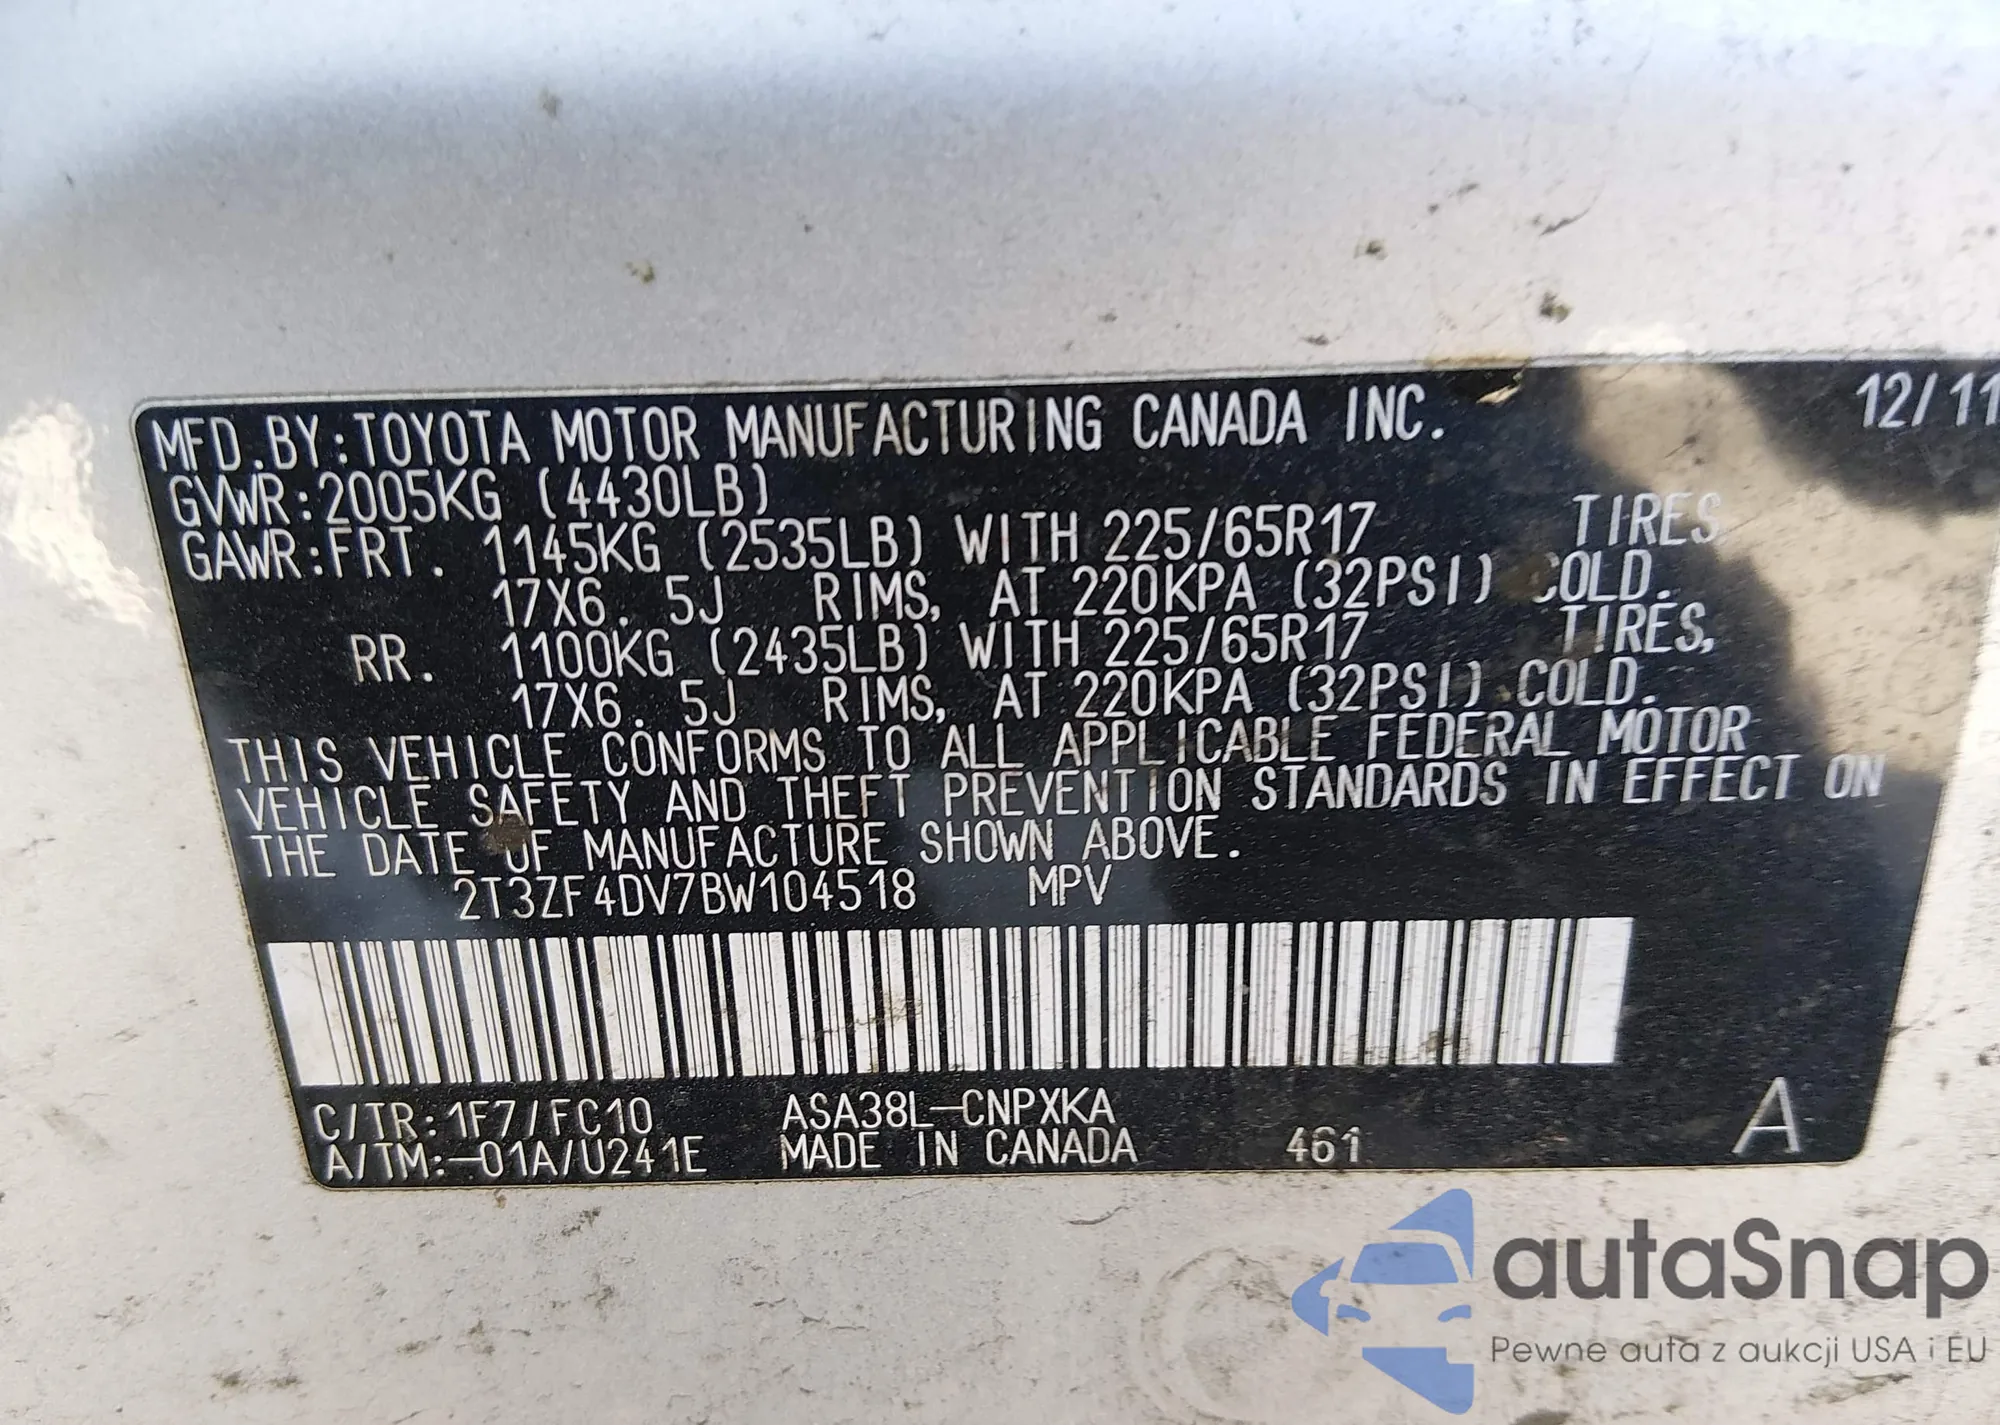 MFD.BY:TOYOTA MOTOR MANUFACTURING CANADA INC. 12/11
GVWR:2005KG (4430LB)
GAWR:FRT. 1145KG (2535LB) WITH 225/65R17 TIRES,
17X6.5J RIMS, AT 220KPA (32PSI) COLD.
RR. 1100KG (2435LB) WITH 225/65R17 TIRES,
17X6.5J RIMS, AT 220KPA (32PSI) COLD.
THIS VEHICLE CONFORMS TO ALL APPLICABLE FEDERAL MOTOR
VEHICLE SAFETY AND THEFT PREVENTION STANDARDS IN EFFECT ON
THE DATE OF MANUFACTURE SHOWN ABOVE.
2T3ZF4DV7BW104518 MPV
C/TR:1F7/FC10 ASA38L-CNPXKA
A/TM:-01A/U241E MADE IN CANADA 461 A
autaSnap
Pewne auta z aukcji USA i EU